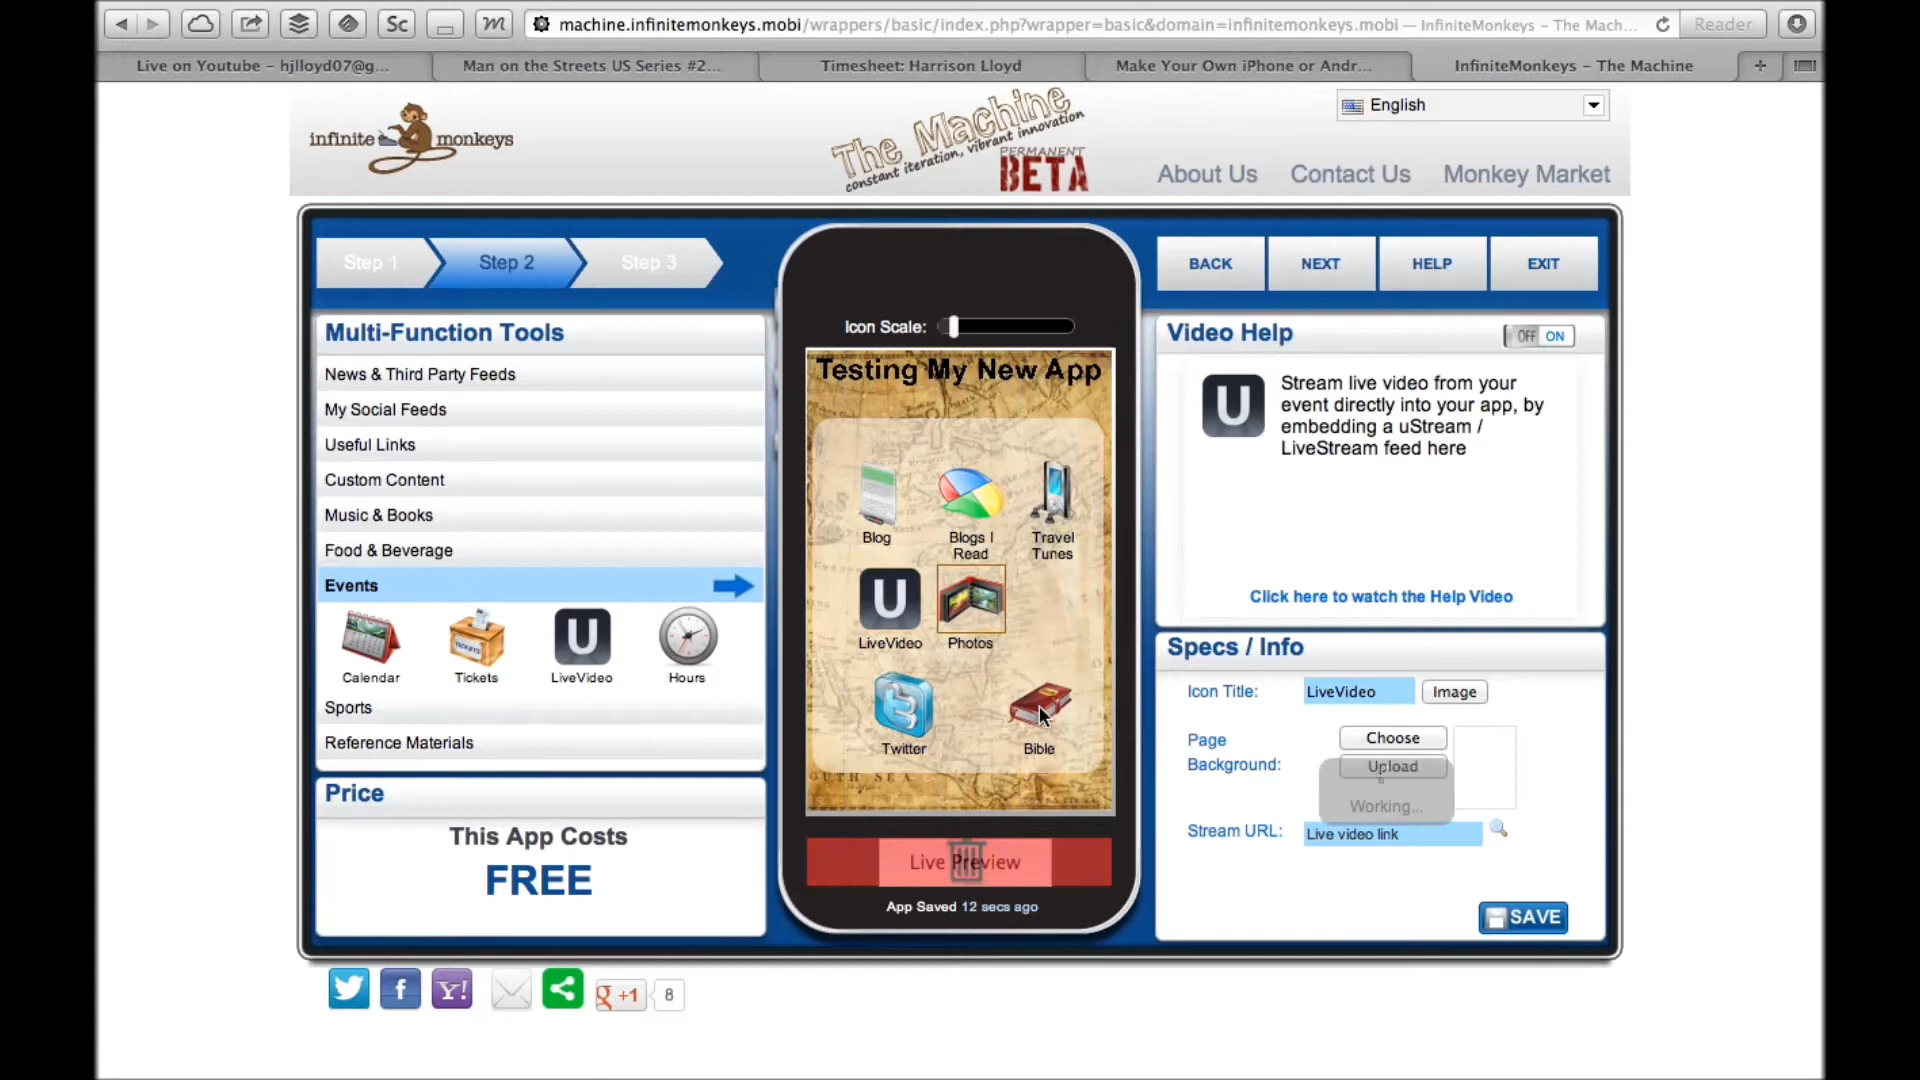 Sc
machine.infinitemonkeys.mobi/wrappers/basic/index.php?wrapper=basic&domain=infinitemonkeys.mobi — InfiniteMonkeys – The Mach...
Reader
Live on Youtube – hjlloyd07@g...
Man on the Streets US Series #2...
Timesheet: Harrison Lloyd
Make Your Own iPhone or Andr...
InfiniteMonkeys – The Machine
infinite monkeys
The Machine
constant iteration, vibrant innovation
PERMANENT
BETA
English
About Us
Contact Us
Monkey Market
Step 1
Step 2
Step 3
BACK
NEXT
HELP
EXIT
Multi-Function Tools
News & Third Party Feeds
My Social Feeds
Useful Links
Custom Content
Music & Books
Food & Beverage
Events
Calendar
TICKETS
Tickets
U
LiveVideo
Hours
Sports
Reference Materials
Price
This App Costs
FREE
Icon Scale:
Testing My New App
Blog
Blogs I
Read
Travel
Tunes
U
LiveVideo
Photos
Twitter
Bible
OUTH SEA
Live Preview
App Saved 12 secs ago
Video Help
OFF ON
U
Stream live video from your
event directly into your app, by
embedding a uStream /
LiveStream feed here
Click here to watch the Help Video
Specs / Info
Icon Title:
LiveVideo
Image
Page
Background:
Choose
Upload
Working...
Stream URL:
Live video link
SAVE
f
Y!
g +1
8